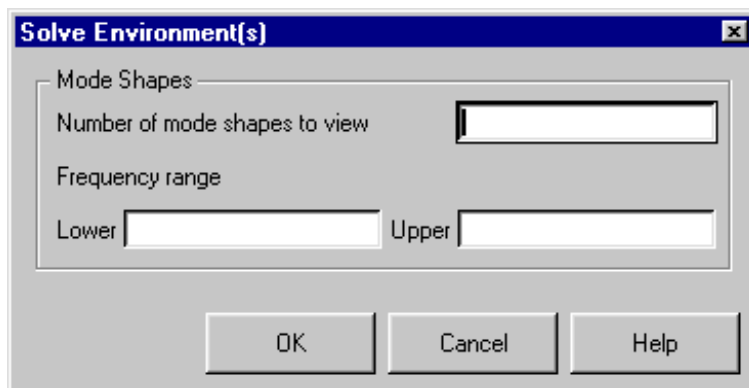 Solve Environment(s)
Mode Shapes
Number of mode shapes to view
Frequency range
Lower Upper
OK Cancel Help